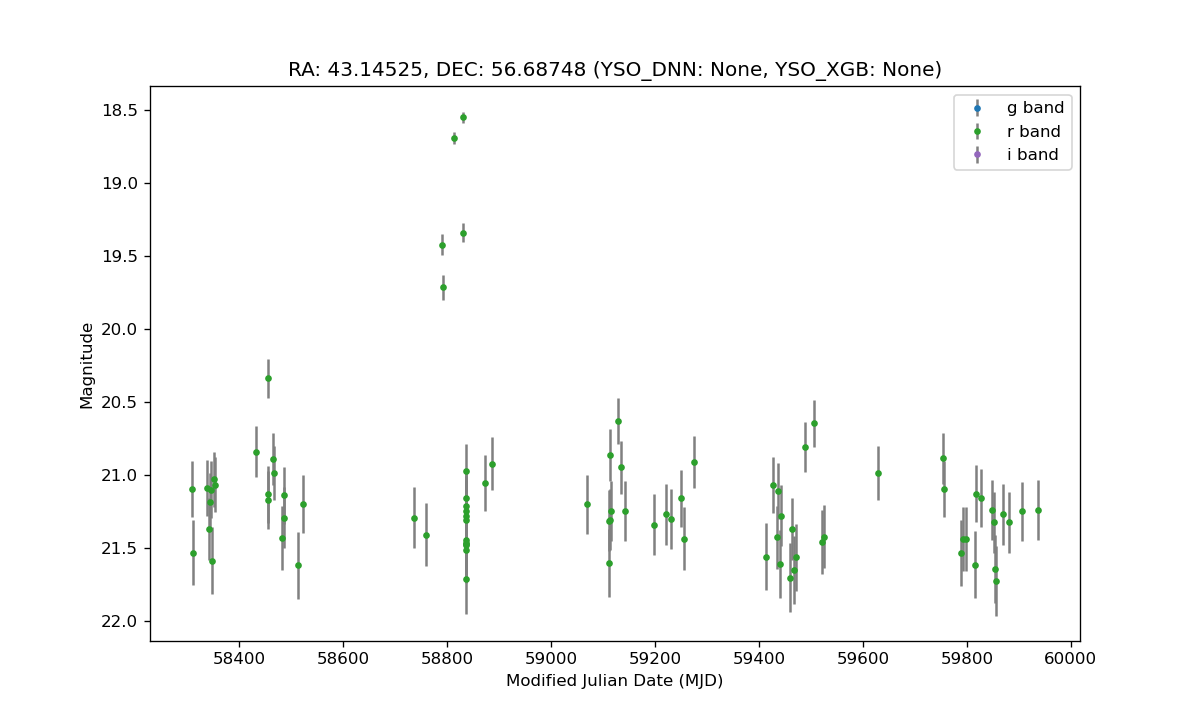 RA: 43.14525, DEC: 56.68748 (YSO_DNN: None, YSO_XGB: None)
g band
r band
i band
Magnitude
18.5
19.0
19.5
20.0
20.5
21.0
21.5
22.0
58400 58600 58800 59000 59200 59400 59600 59800 60000
Modified Julian Date (MJD)